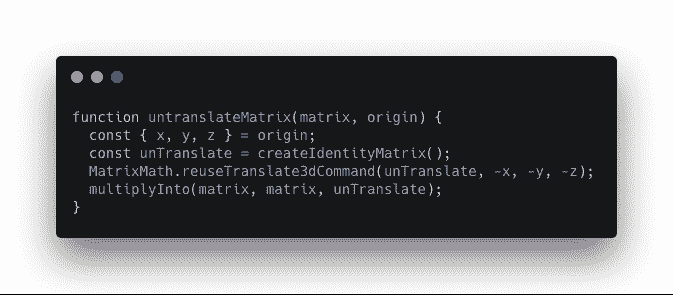 function untranslateMatrix(matrix, origin) {
  const { x, y, z } = origin;
  const unTranslate = createIdentityMatrix();
  MatrixMath.reuseTranslate3dCommand(unTranslate, -x, -y, -z);
  multiplyInto(matrix, matrix, unTranslate);
}